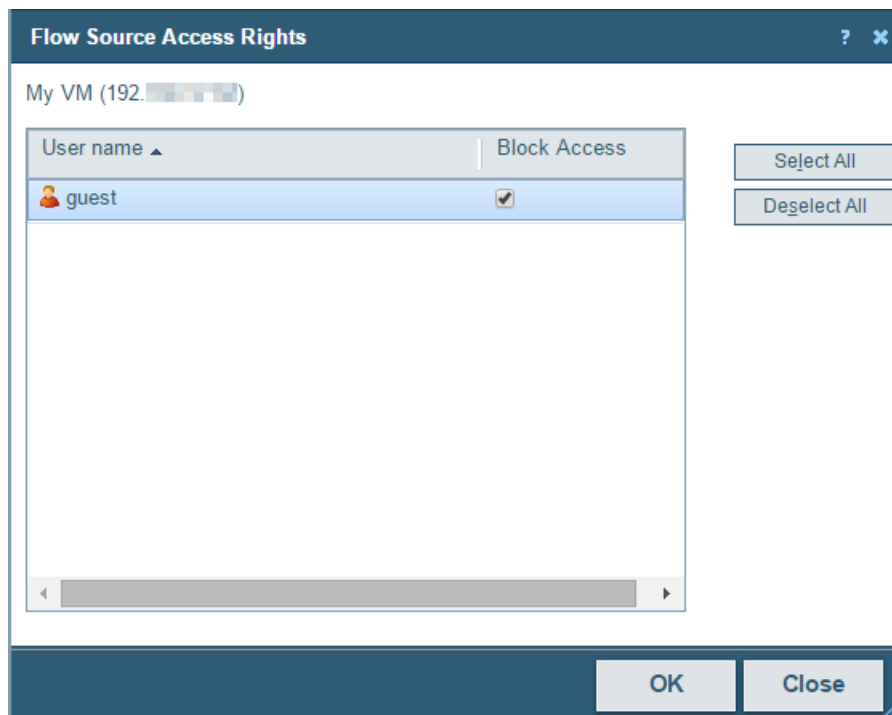 Flow Source Access Rights ?
My VM (192.      )
User name Block Access
guest
Select All
Deselect All
OK Close